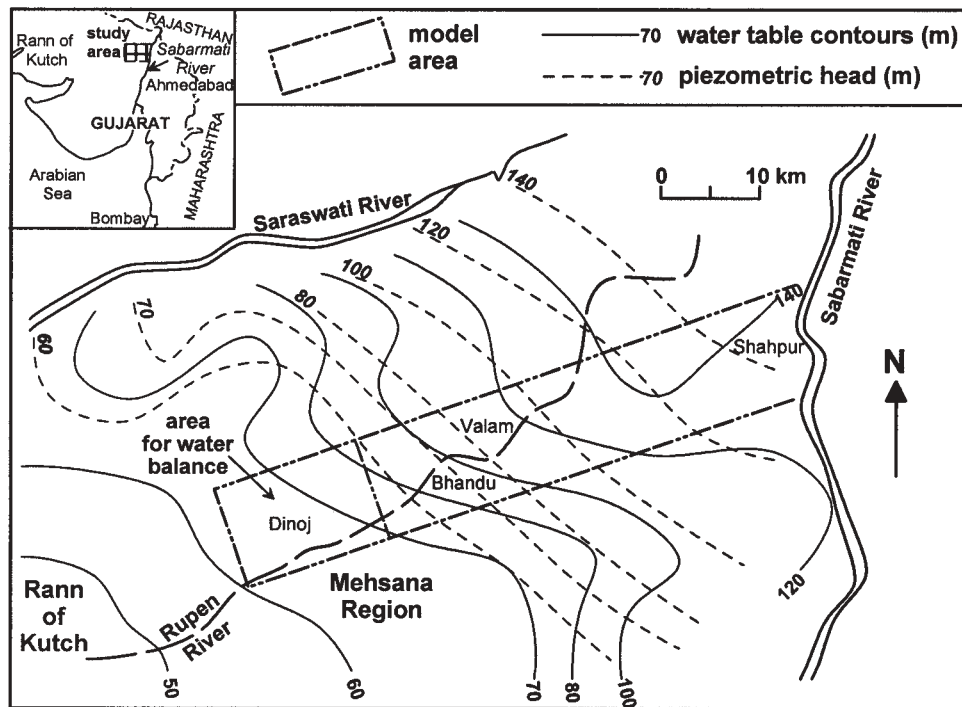 RAJASTHAN
study
area
Rann of
Kutch
Sabarmati
River
Ahmedabad
GUJARAT
MAHARASHTRA
Arabian
Sea
Bombay
model
area
70 water table contours (m)
70 piezometric head (m)
0 10 km
140
Saraswati River
120
100
80
70
60
140
Sabarmati River
Shahpur
N
Valam
area
for water
balance
Bhandu
Dinoj
Mehsana
Region
120
Rann
of
Kutch
Rupen
River
50
60
70
80
100